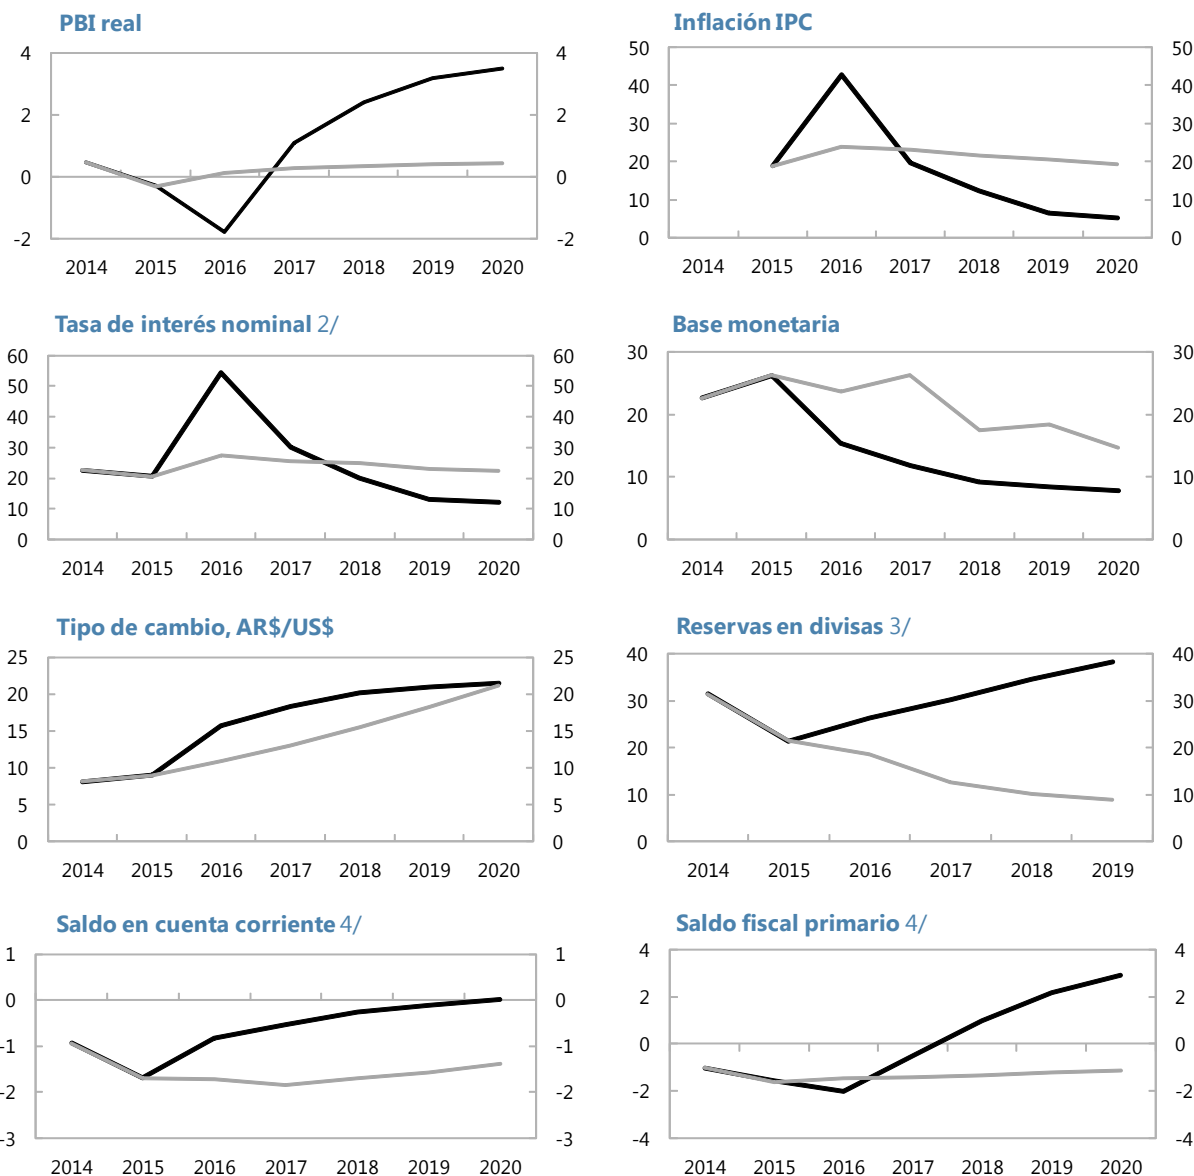 PBI real
4 4
2 2
0 0
-2 -2
2014 2015 2016 2017 2018 2019 2020
Inflación IPC
50 50
40 40
30 30
20 20
10 10
0 0
2014 2015 2016 2017 2018 2019 2020
Tasa de interés nominal 2/
60 60
50 50
40 40
30 30
20 20
10 10
0 0
2014 2015 2016 2017 2018 2019 2020
Base monetaria
30 30
20 20
10 10
0 0
2014 2015 2016 2017 2018 2019 2020
Tipo de cambio, AR$/US$
25 25
20 20
15 15
10 10
5 5
0 0
2014 2015 2016 2017 2018 2019 2020
Reservas en divisas 3/
40 40
30 30
20 20
10 10
0 0
2014 2015 2016 2017 2018 2019
Saldo en cuenta corriente 4/
1 1
0 0
-1 -1
-2 -2
-3 -3
2014 2015 2016 2017 2018 2019 2020
Saldo fiscal primario 4/
4 4
2 2
0 0
-2 -2
-4 -4
2014 2015 2016 2017 2018 2019 2020